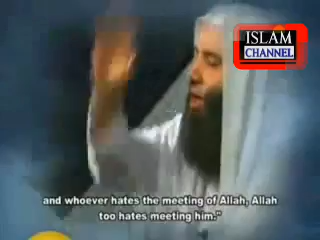 ISLAM
CHANNEL
and whoever hates the meeting of Allah, Allah
too hates meeting him."